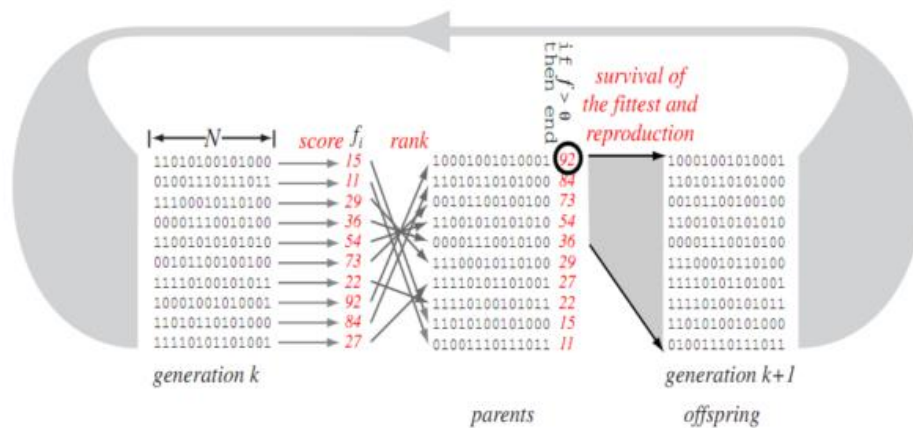 if f > 0
then end
survival of
the fittest and
reproduction
N
score fi rank
11010100101000 15 10001001010001 92 10001001010001
01001110111011 11 11010110101000 84 11010110101000
11100010110100 29 00101100100100 73 00101100100100
00001110010100 36 11001010101010 54 11001010101010
11001010101010 54 00001110010100 36 00001110010100
00101100100100 73 11100010110100 29 11100010110100
11110100101011 22 11110101101001 27 11110101101001
10001001010001 92 11110100101011 22 11110100101011
11010110101000 84 11010100101000 15 11010100101000
11110101101001 27 01001110111011 11 01001110111011
generation k generation k+1
parents offspring